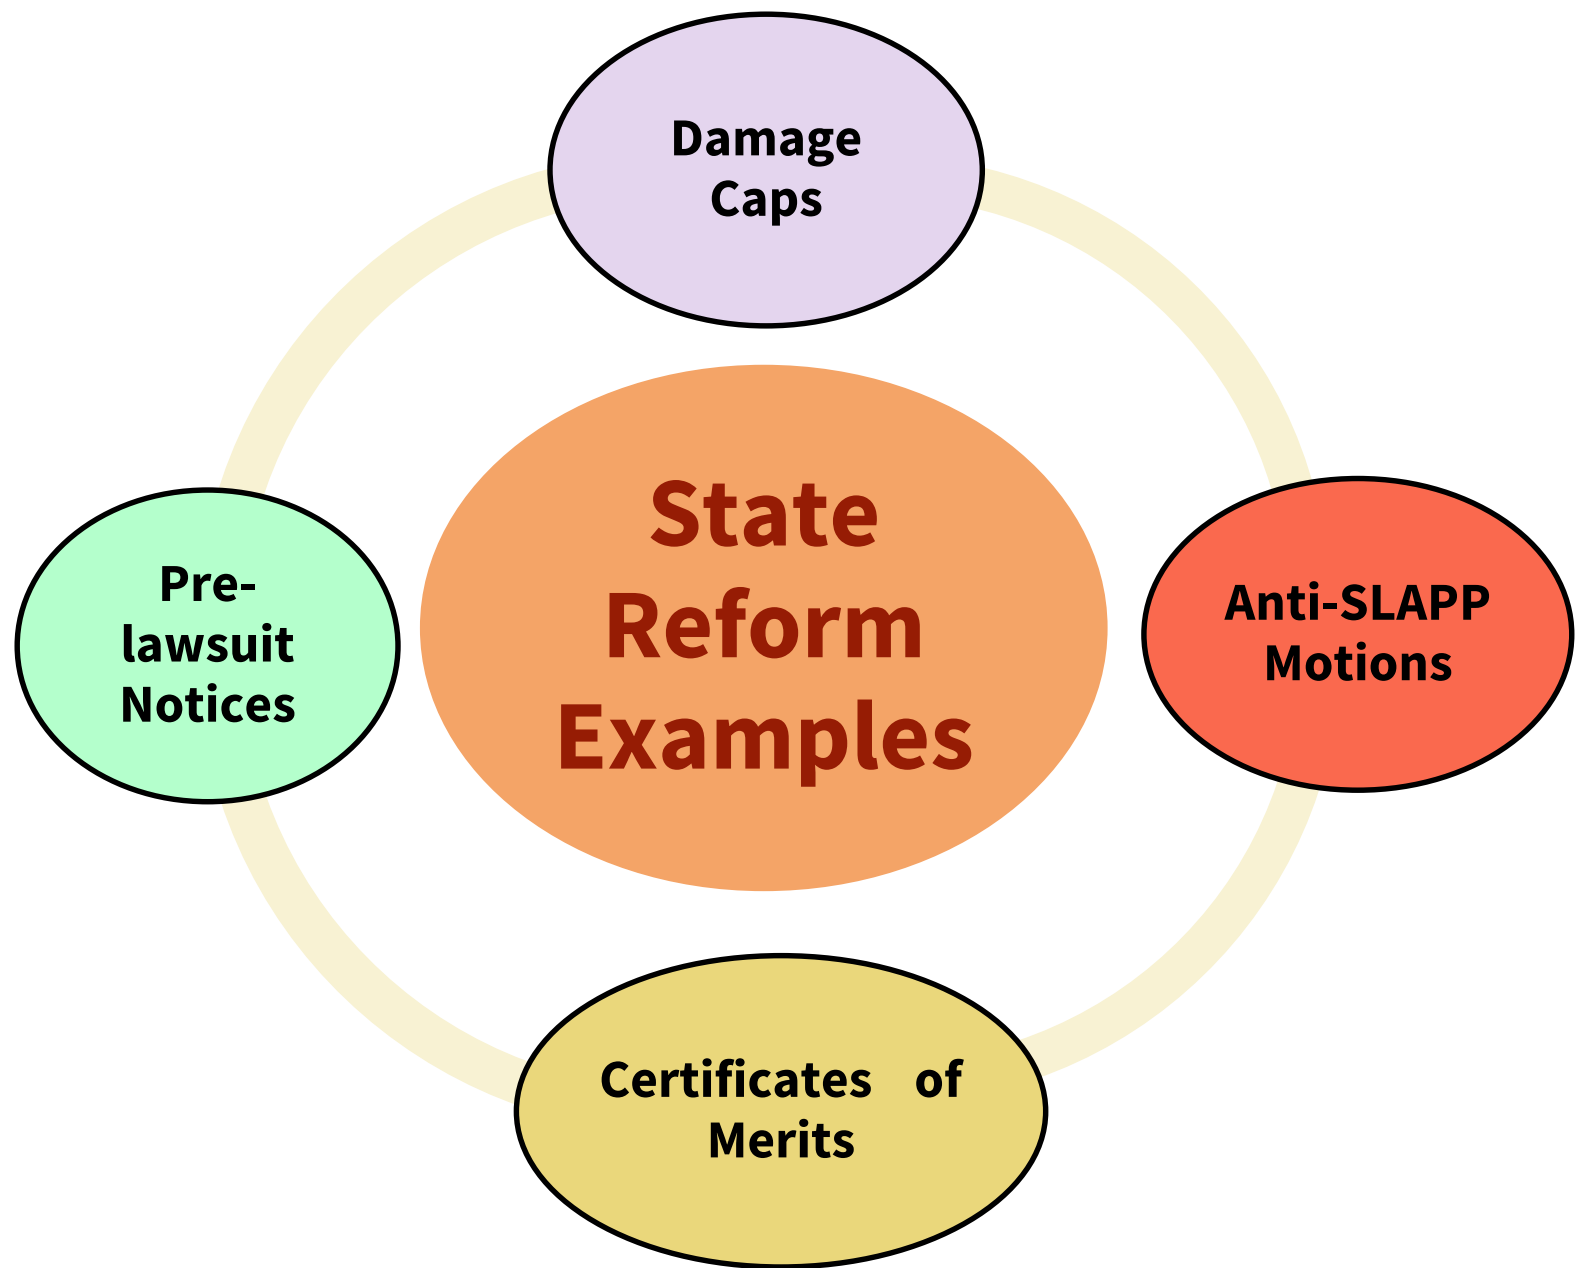 Damage
Caps
State
Reform
Examples
Pre-
lawsuit
Notices
Anti-SLAPP
Motions
Certificates of
Merits